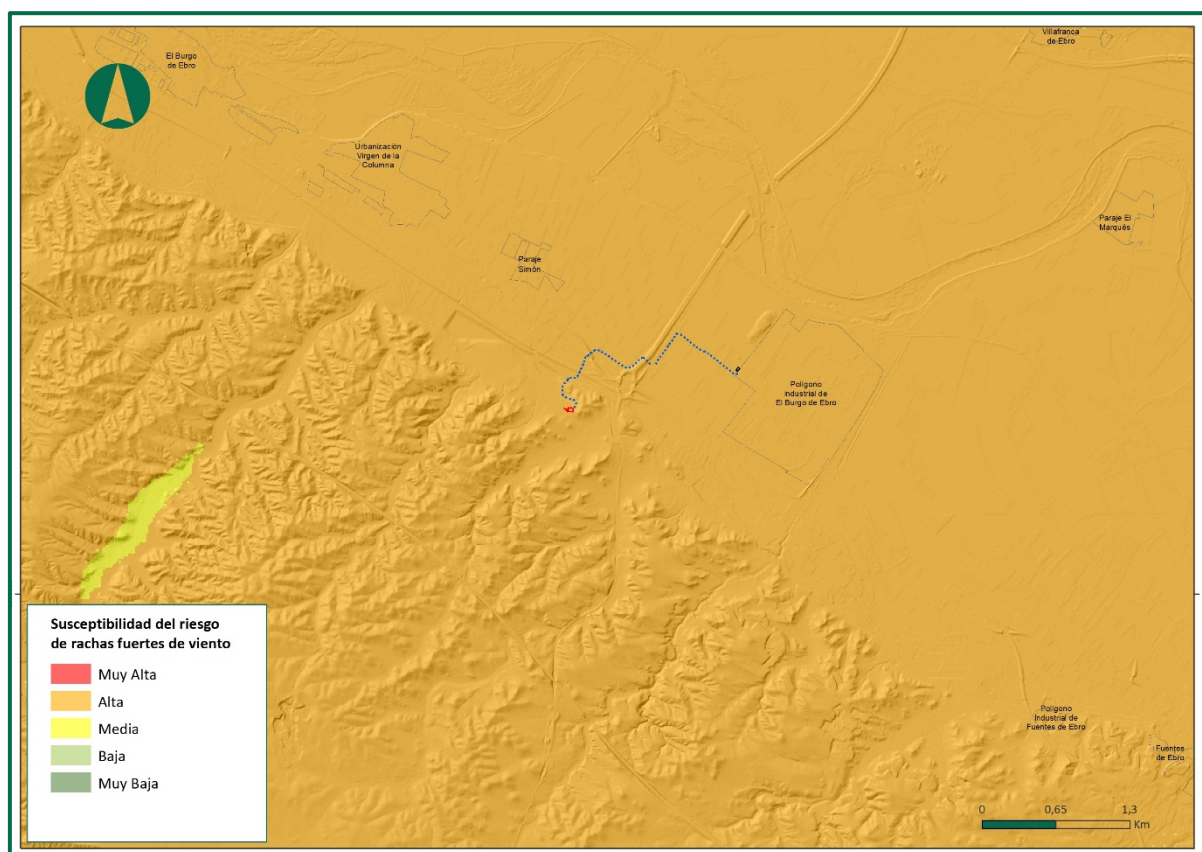 El Burgo
de Ebro
Villafranca
de Ebro
Urbanización
Virgen de la
Columna
Paraje El
Marqués
Paraje
Simón
Polígono
Industrial de
El Burgo de Ebro
Susceptibilidad del riesgo
de rachas fuertes de viento
Muy Alta
Alta
Media
Baja
Muy Baja
Polígono
Industrial de
Fuentes de Ebro
Fuentes
de Ebro
0 0,65 1,3
Km